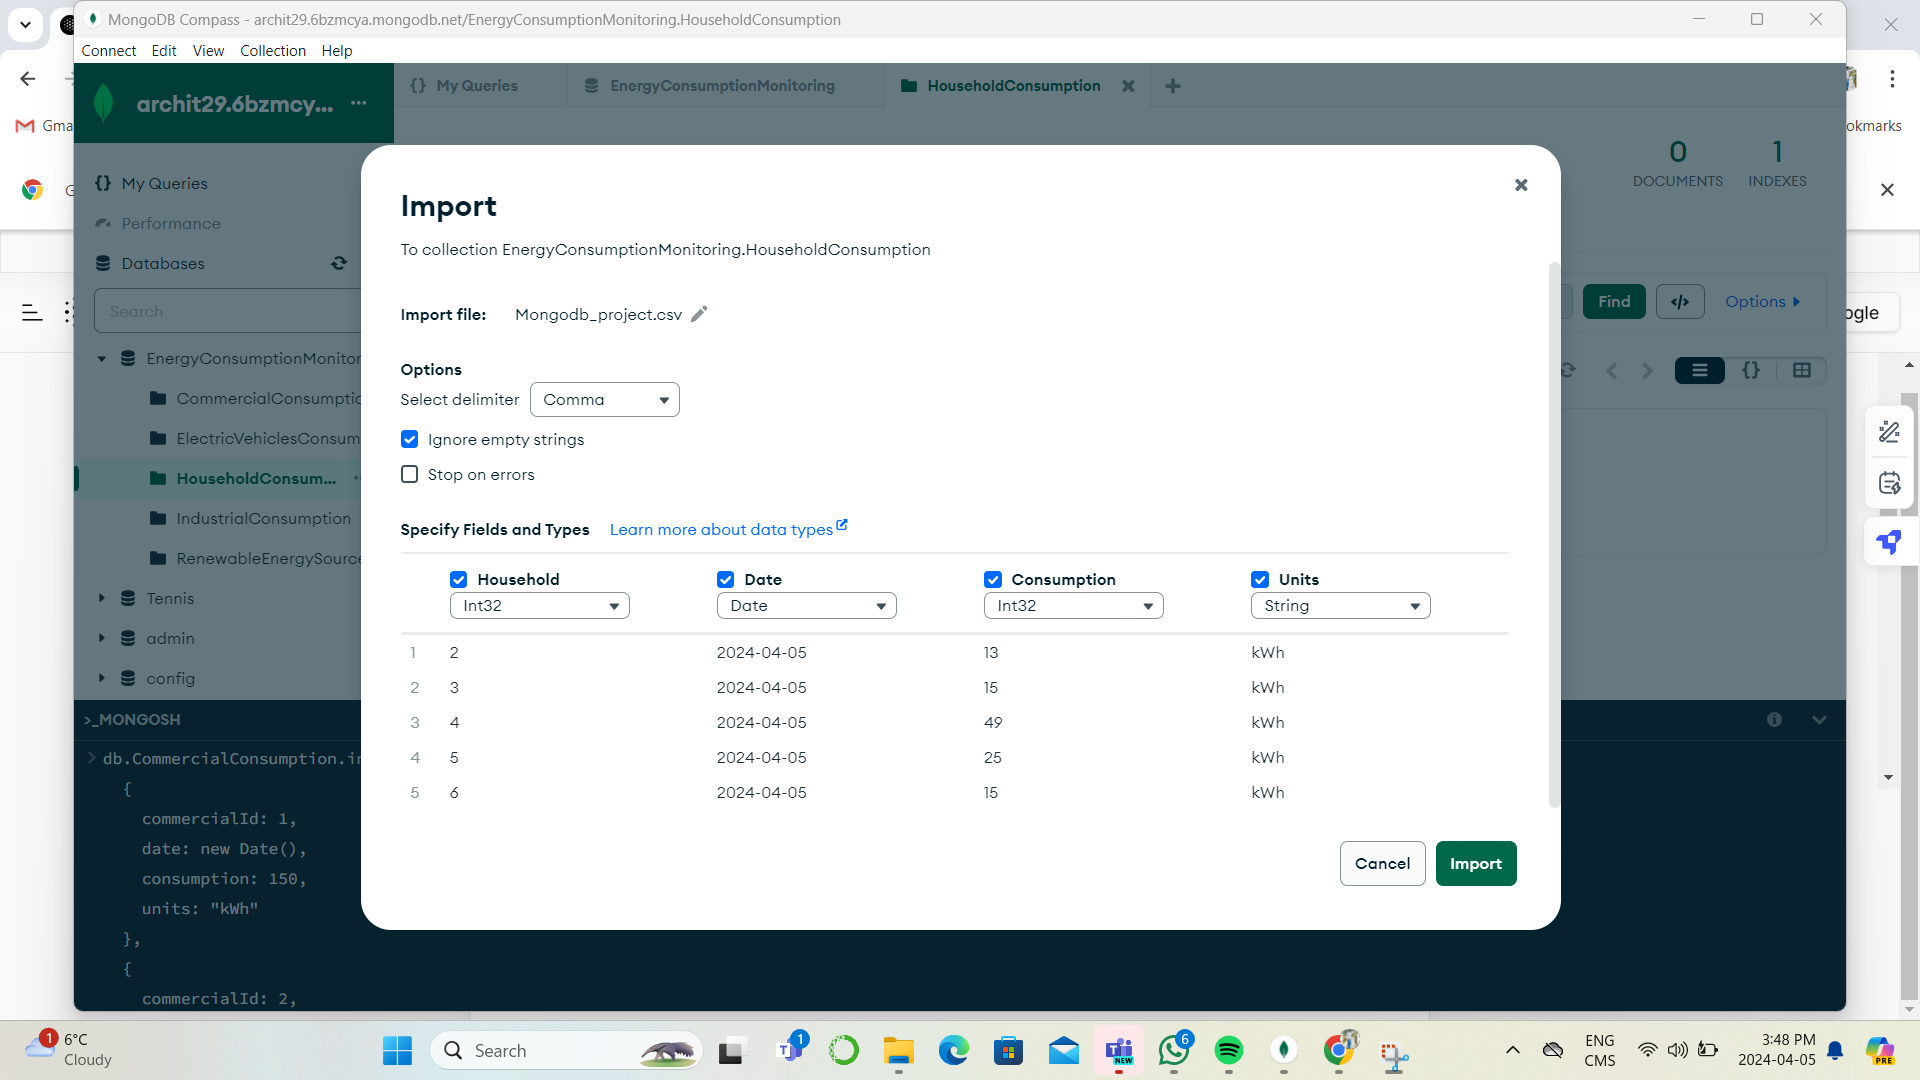 MongoDB Compass - archit29.6bzmcya.mongodb.net/EnergyConsumptionMonitoring.HouseholdConsumption
Connect Edit View Collection Help
archit29.6bzmcy... ...
{} My Queries
EnergyConsumptionMonitoring
HouseholdConsumption
Gma
okmarks
G
{} My Queries
Performance
Databases
Search
EnergyConsumptionMonitor
CommercialConsumptio
ElectricVehiclesConsum
HouseholdConsum...
IndustrialConsumption
RenewableEnergySource
Tennis
admin
config
0
DOCUMENTS
1
INDEXES
Find
</>
Options
ogle
{}
Import
To collection EnergyConsumptionMonitoring.HouseholdConsumption
Import file: Mongodb_project.csv
Options
Select delimiter Comma
Ignore empty strings
Stop on errors
Specify Fields and Types Learn more about data types
Household Date Consumption Units
Int32 Date Int32 String
1 2 2024-04-05 13 kWh
2 3 2024-04-05 15 kWh
3 4 2024-04-05 49 kWh
4 5 2024-04-05 25 kWh
5 6 2024-04-05 15 kWh
Cancel Import
>_MONGOSH
> db.CommercialConsumption.in
{
commercialId: 1,
date: new Date(),
consumption: 150,
units: "kWh"
},
{
commercialId: 2,
1
6°C
Cloudy
Search
1
NEW
6
ENG
CMS
3:48 PM
2024-04-05
PRE